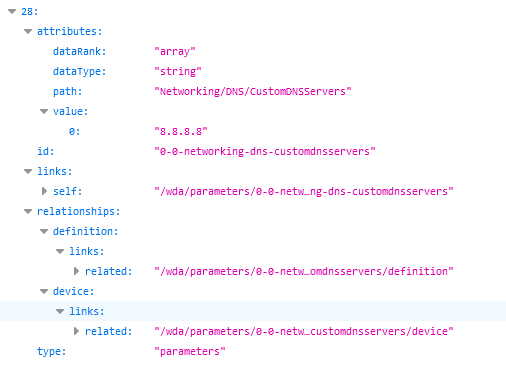 28:
attributes:
dataRank: "array"
dataType: "string"
path: "Networking/DNS/CustomDNSServers"
value:
0: "8.8.8.8"
id: "0-0-networking-dns-customdnsservers"
links:
self: "/wda/parameters/0-0-netw…ng-dns-customdnsservers"
relationships:
definition:
links:
related: "/wda/parameters/0-0-netw…omdnsservers/definition"
device:
links:
related: "/wda/parameters/0-0-netw…customdnsservers/device"
type: "parameters"